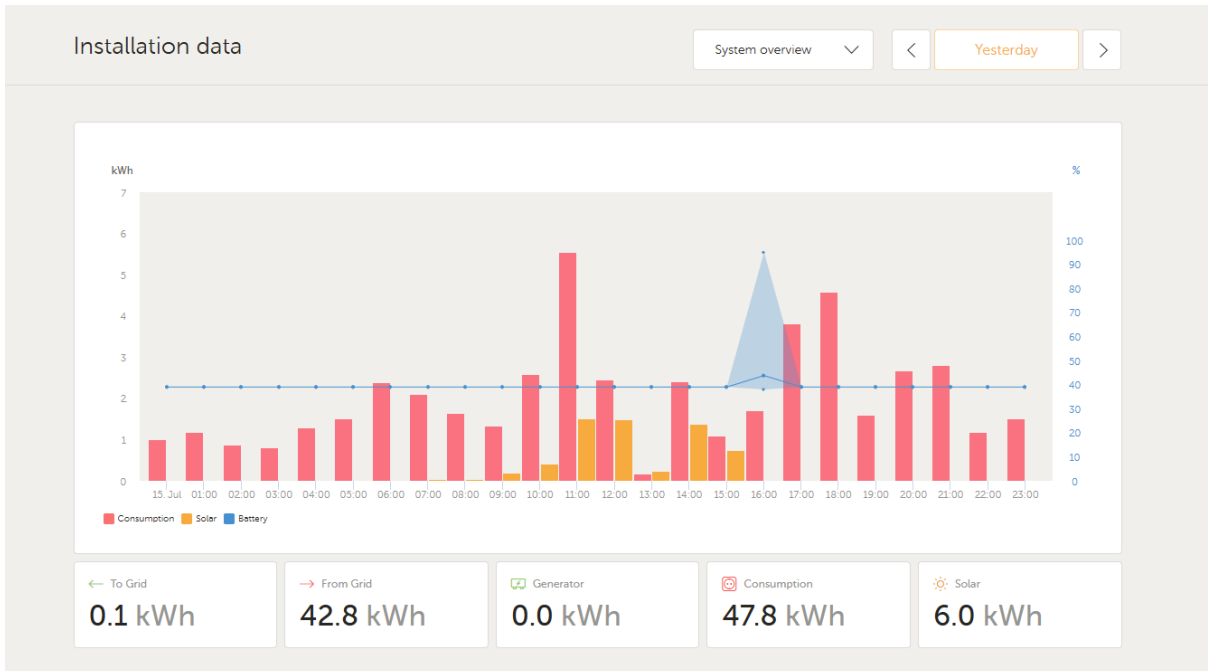 Installation data
System overview
Yesterday
kWh
%
7
6
5
4
3
2
1
0
100
90
80
70
60
50
40
30
20
10
0
15. Jul 01:00 02:00 03:00 04:00 05:00 06:00 07:00 08:00 09:00 10:00 11:00 12:00 13:00 14:00 15:00 16:00 17:00 18:00 19:00 20:00 21:00 22:00 23:00
Consumption Solar Battery
To Grid
0.1 kWh
From Grid
42.8 kWh
Generator
0.0 kWh
Consumption
47.8 kWh
Solar
6.0 kWh